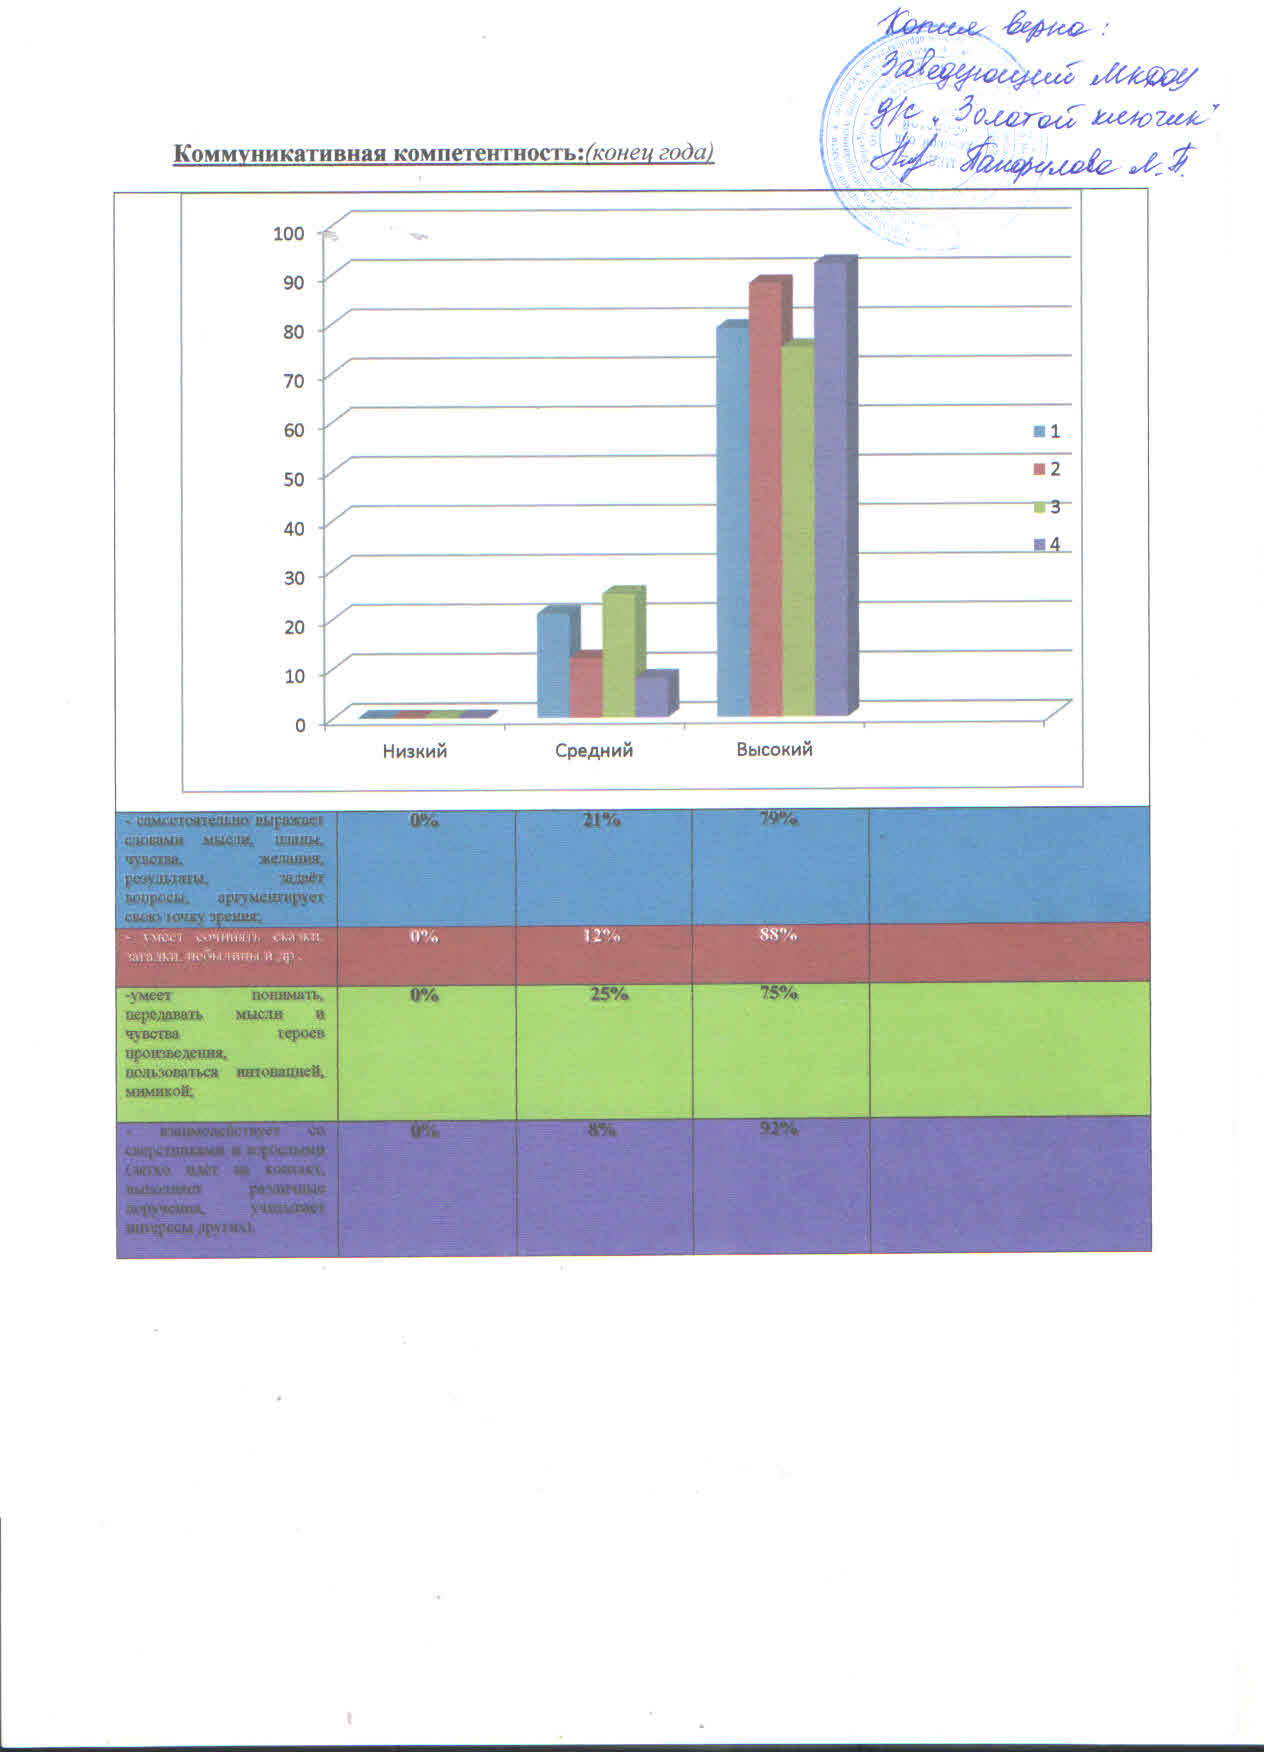 Копия верна:
Заведующий МКДОУ
д/с "Золотой ключик"
Панфилова Л.П.
Коммуникативная компетентность:(конец года)
100
90
80
70
60
50
40
30
20
10
0
1
2
3
4
Низкий Средний Высокий
- самостоятельно выражает 0% 21% 79%
словами мысли, планы,
чувства, желания,
результаты, задаёт
вопросы, аргументирует
свою точку зрения;
- умеет сочинять сказки, 0% 12% 88%
загадки, небылицы и др.
-умеет понимать, 0% 25% 75%
передавать мысли и
чувства героев
произведения,
пользоваться интонацией,
мимикой;
- взаимодействует со 0% 8% 92%
сверстниками и взрослыми
(легко идёт на контакт,
выполняет различные
поручения, учитывает
интересы других).